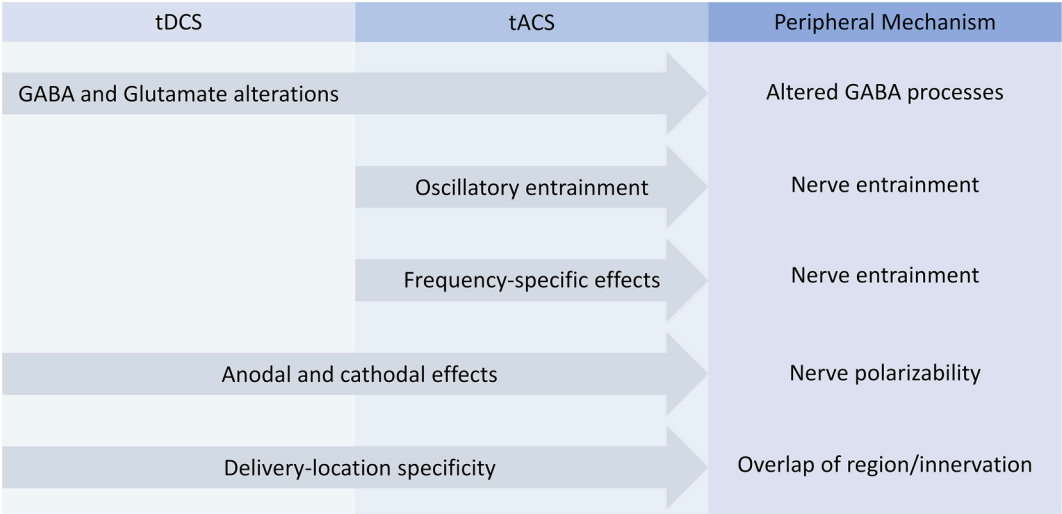 tDCS tACS Peripheral Mechanism
GABA and Glutamate alterations Altered GABA processes
Oscillatory entrainment Nerve entrainment
Frequency-specific effects Nerve entrainment
Anodal and cathodal effects Nerve polarizability
Delivery-location specificity Overlap of region/innervation